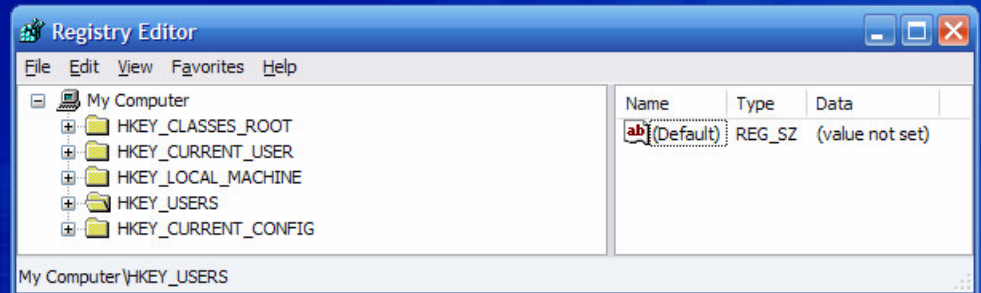 Registry Editor
File Edit View Favorites Help
My Computer
HKEY_CLASSES_ROOT
HKEY_CURRENT_USER
HKEY_LOCAL_MACHINE
HKEY_USERS
HKEY_CURRENT_CONFIG
Name Type Data
ab (Default) REG_SZ (value not set)
My Computer\HKEY_USERS